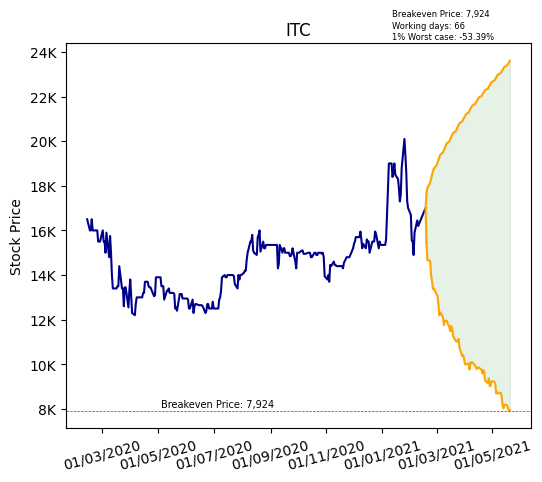 Breakeven Price: 7,924
Working days: 66
1% Worst case: -53.39%
ITC
24K
22K
20K
18K
16K
14K
12K
10K
8K
Stock Price
Breakeven Price: 7,924
01/03/2020
01/05/2020
01/07/2020
01/09/2020
01/11/2020
01/01/2021
01/03/2021
01/05/2021